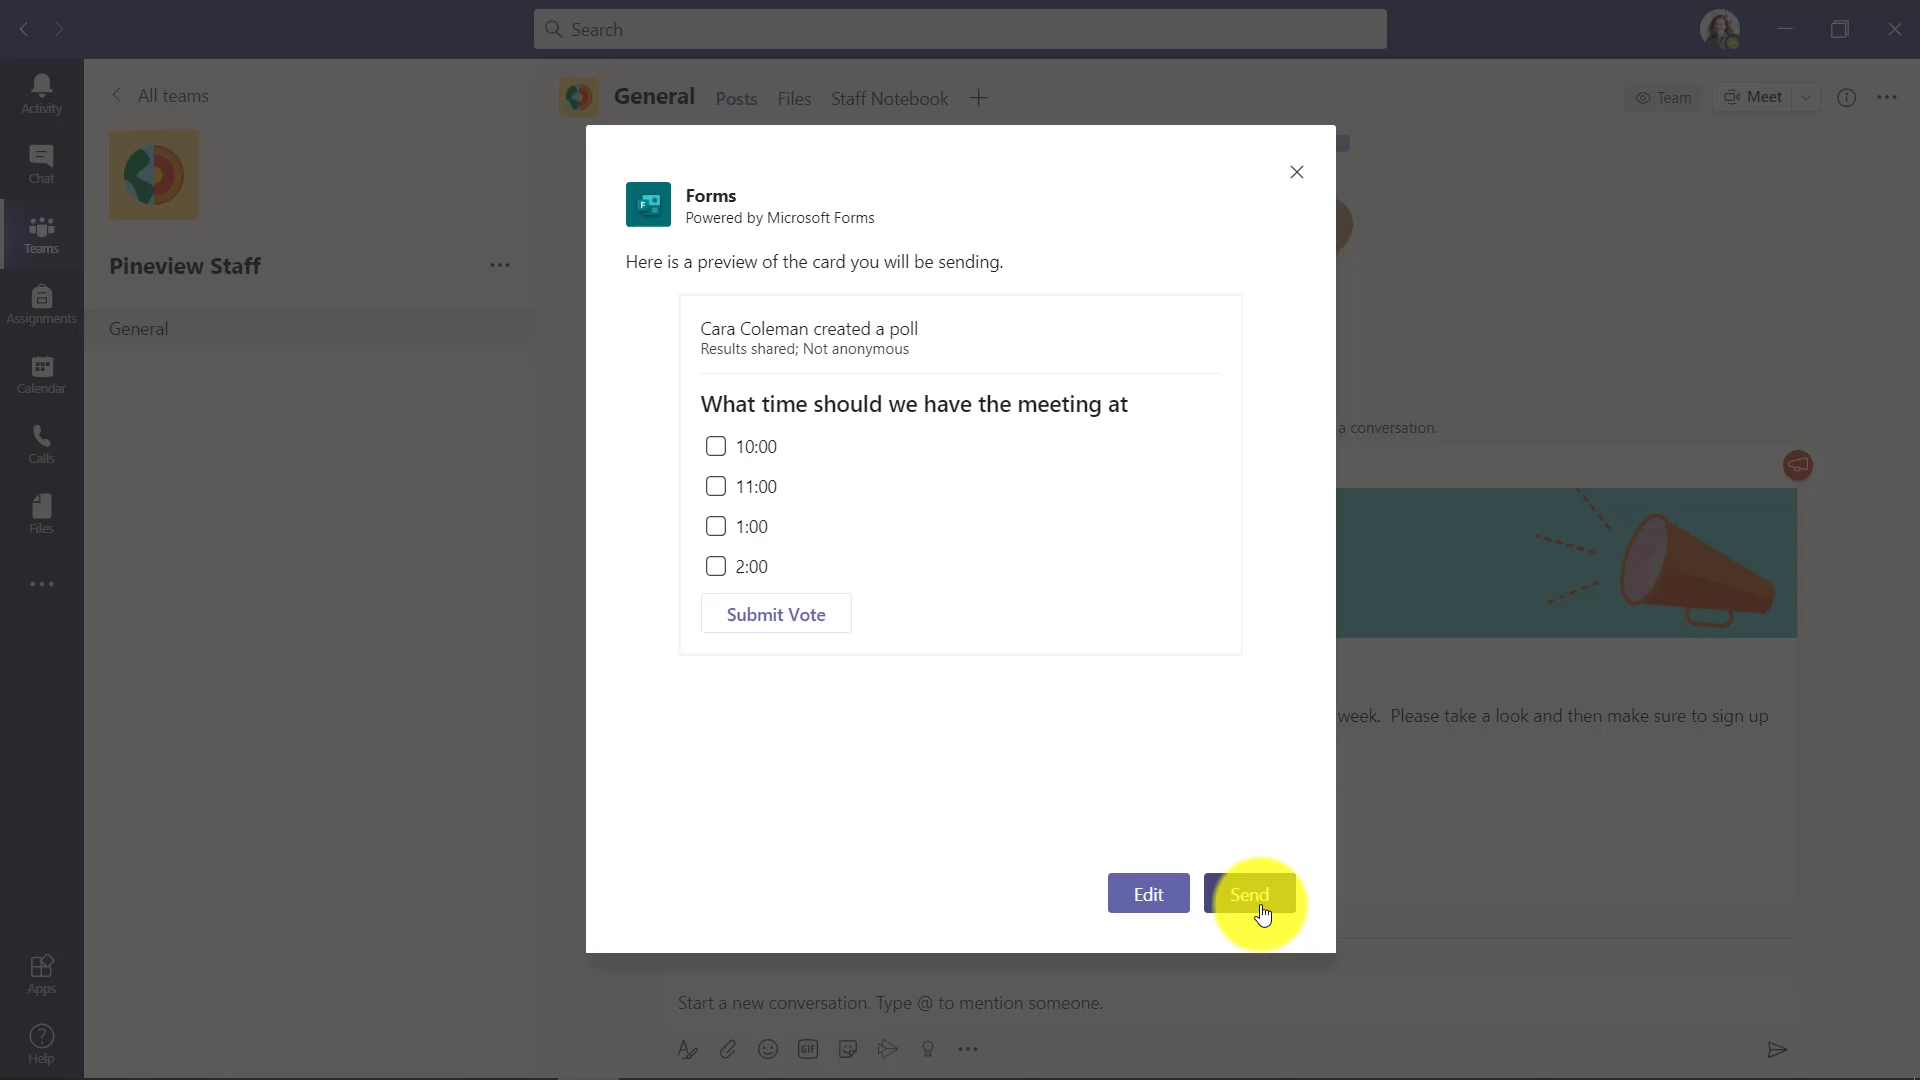 Search
Activity
Chat
Teams
Assignments
Calendar
Calls
Files
Apps
Help
All teams
Pineview Staff
General
General Posts Files Staff Notebook
Team
Meet
Forms
Powered by Microsoft Forms
Here is a preview of the card you will be sending.
Cara Coleman created a poll
Results shared; Not anonymous
What time should we have the meeting at
10:00
11:00
1:00
2:00
Submit Vote
Edit
Send
a conversation.
week. Please take a look and then make sure to sign up
Start a new conversation. Type @ to mention someone.
GIF